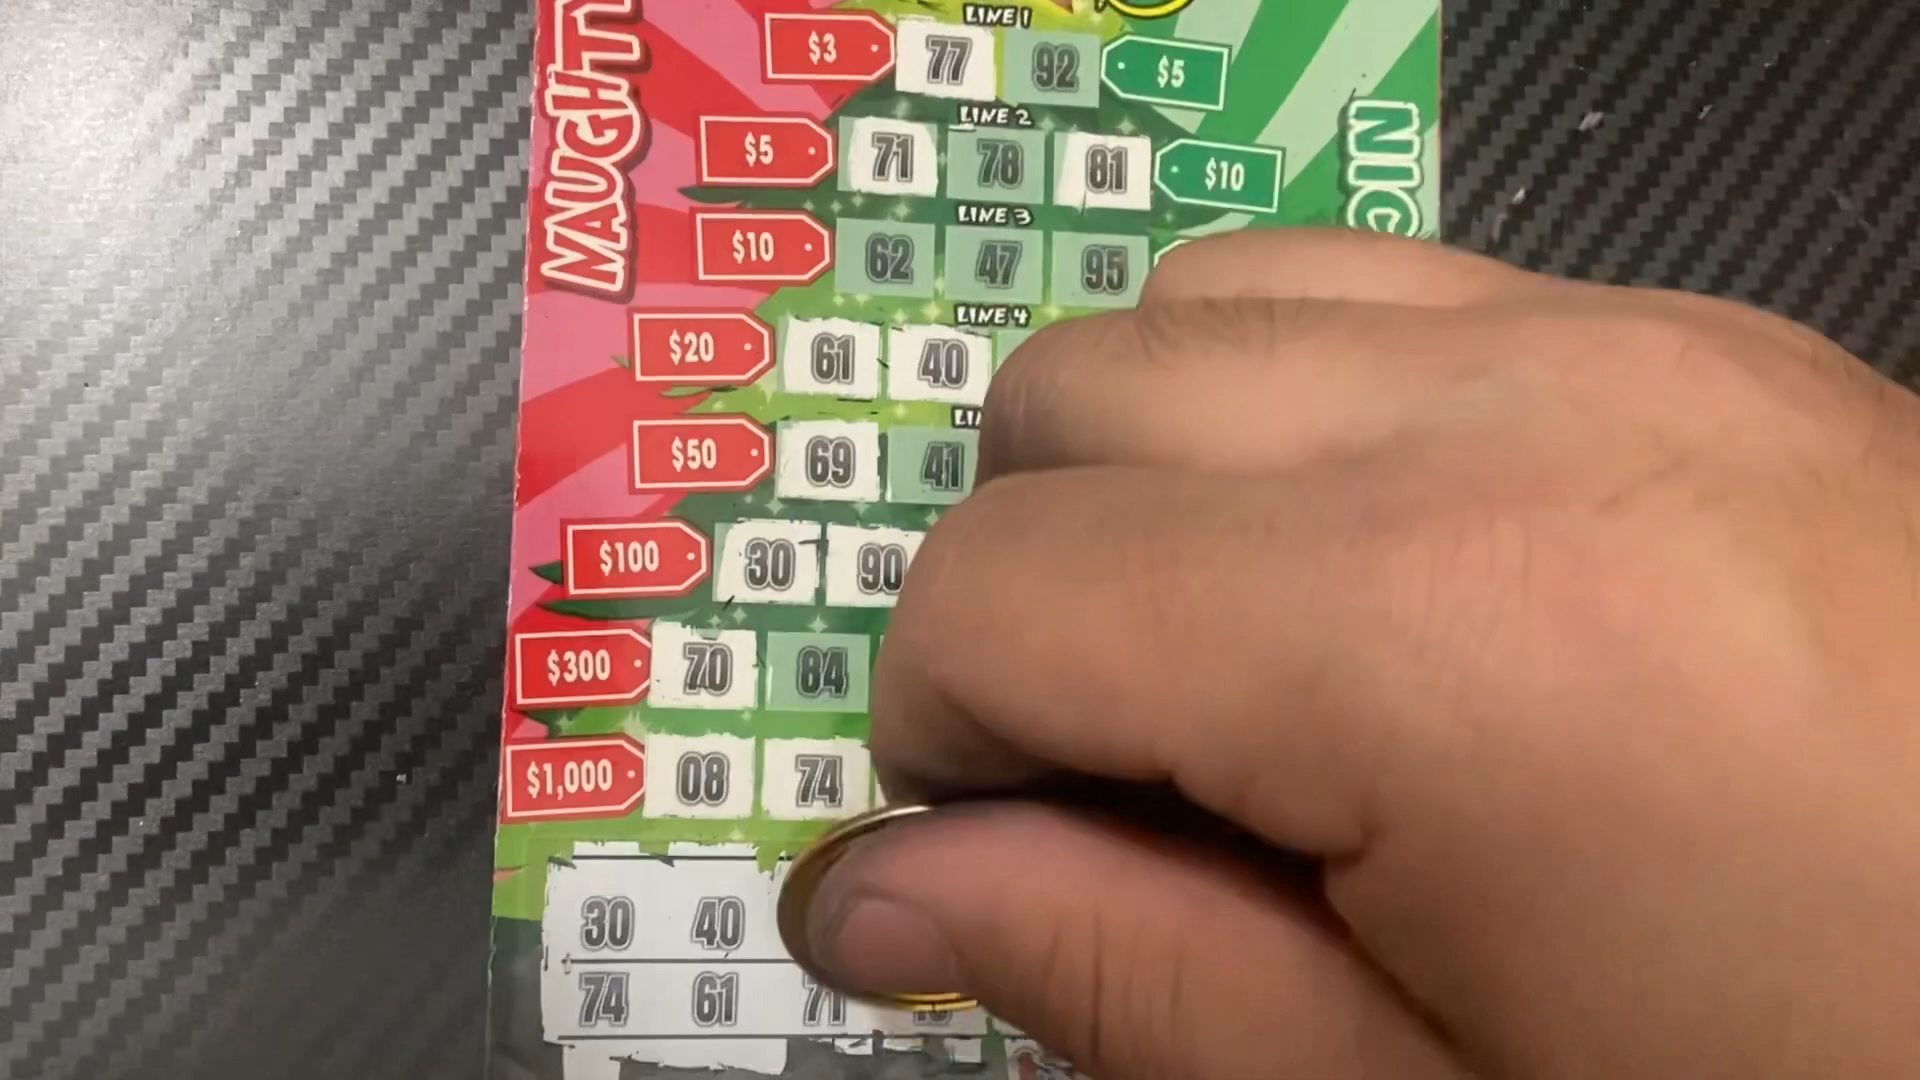 NAUGHTY
NIC
LINE 1
$3 77 92 $5
LINE 2
$5 71 78 81 $10
LINE 3
$10 62 47 95
LINE 4
$20 61 40
$50 69 41
$100 30 90
$300 70 84
$1,000 08 74
30 40
74 61 71